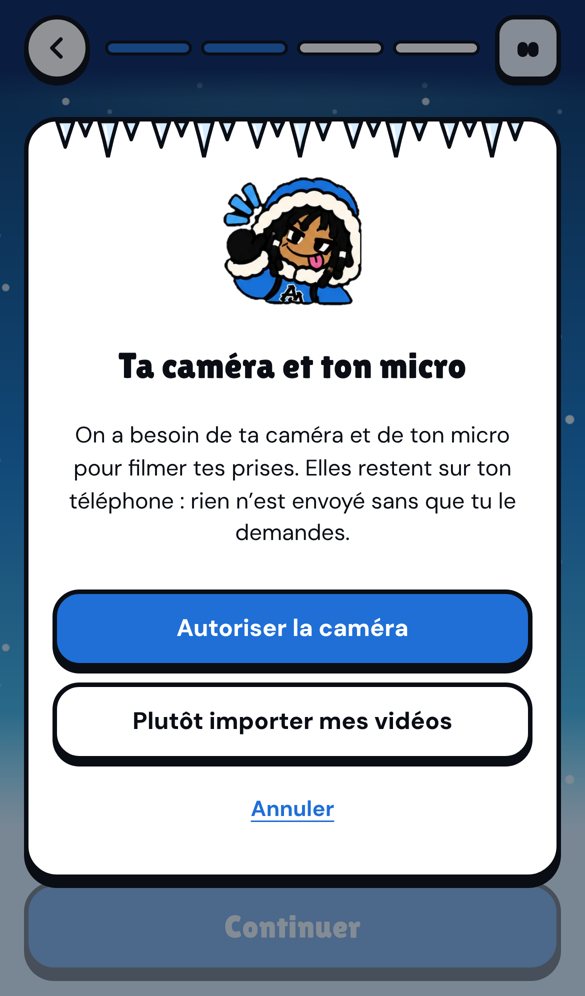 Ta caméra et ton micro
On a besoin de ta caméra et de ton micro
pour filmer tes prises. Elles restent sur ton
téléphone : rien n’est envoyé sans que tu le
demandes.
Autoriser la caméra
Plutôt importer mes vidéos
Annuler
Continuer